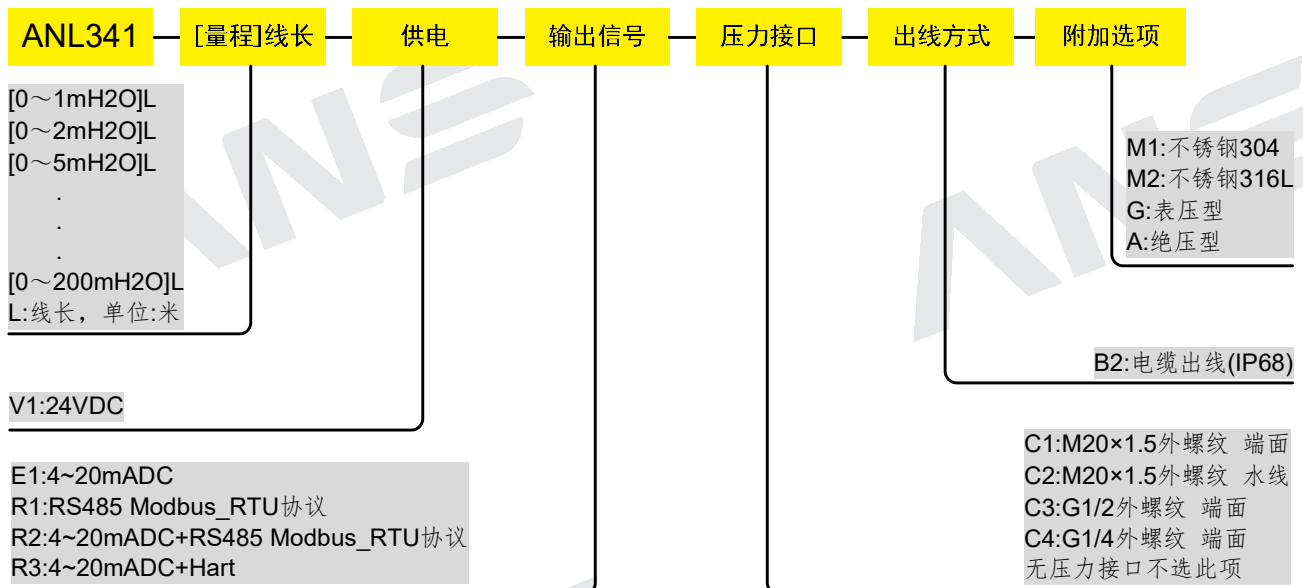 ANL341 [量程]线长 供电 输出信号 压力接口 出线方式 附加选项
[0～1mH2O]L
[0～2mH2O]L
[0～5mH2O]L
.
.
.
[0～200mH2O]L
L:线长，单位:米
V1:24VDC
E1:4~20mADC
R1:RS485 Modbus_RTU协议
R2:4~20mADC+RS485 Modbus_RTU协议
R3:4~20mADC+Hart
M1:不锈钢304
M2:不锈钢316L
G:表压型
A:绝压型
B2:电缆出线(IP68)
C1:M20×1.5外螺纹 端面
C2:M20×1.5外螺纹 水线
C3:G1/2外螺纹 端面
C4:G1/4外螺纹 端面
无压力接口不选此项
ANS
ANS